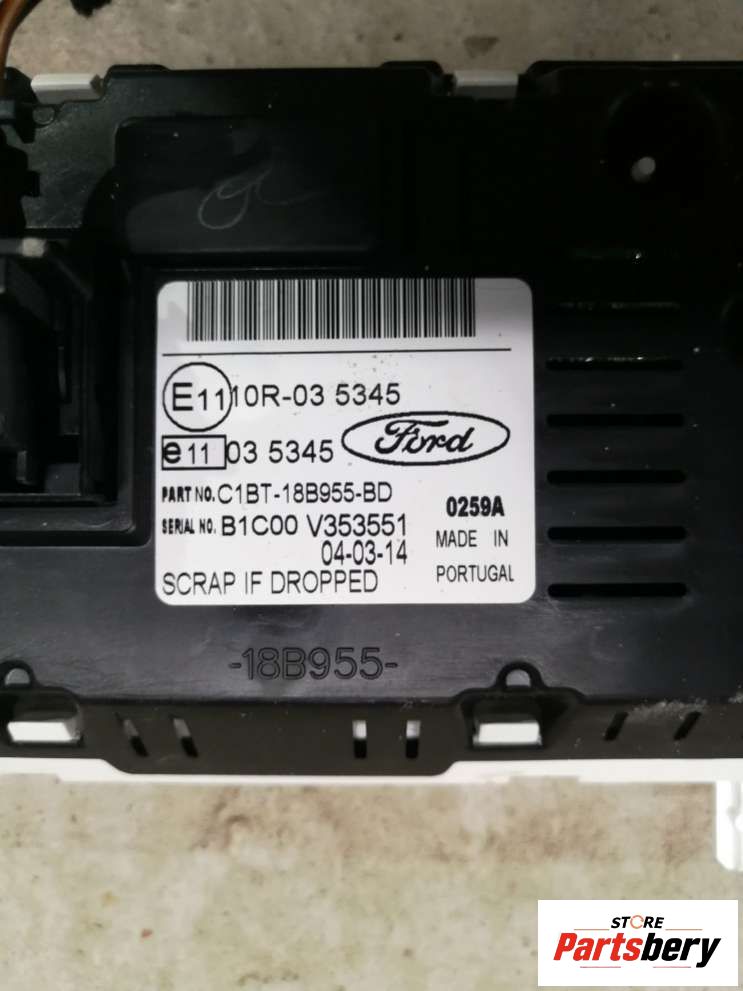 E11 10R-03 5345
e11 03 5345 Ford
PART NO. C1BT-18B955-BD
0259A
SERIAL NO. B1C00 V353551
04-03-14
MADE IN
PORTUGAL
SCRAP IF DROPPED
-18B955-
STORE
Partsbery